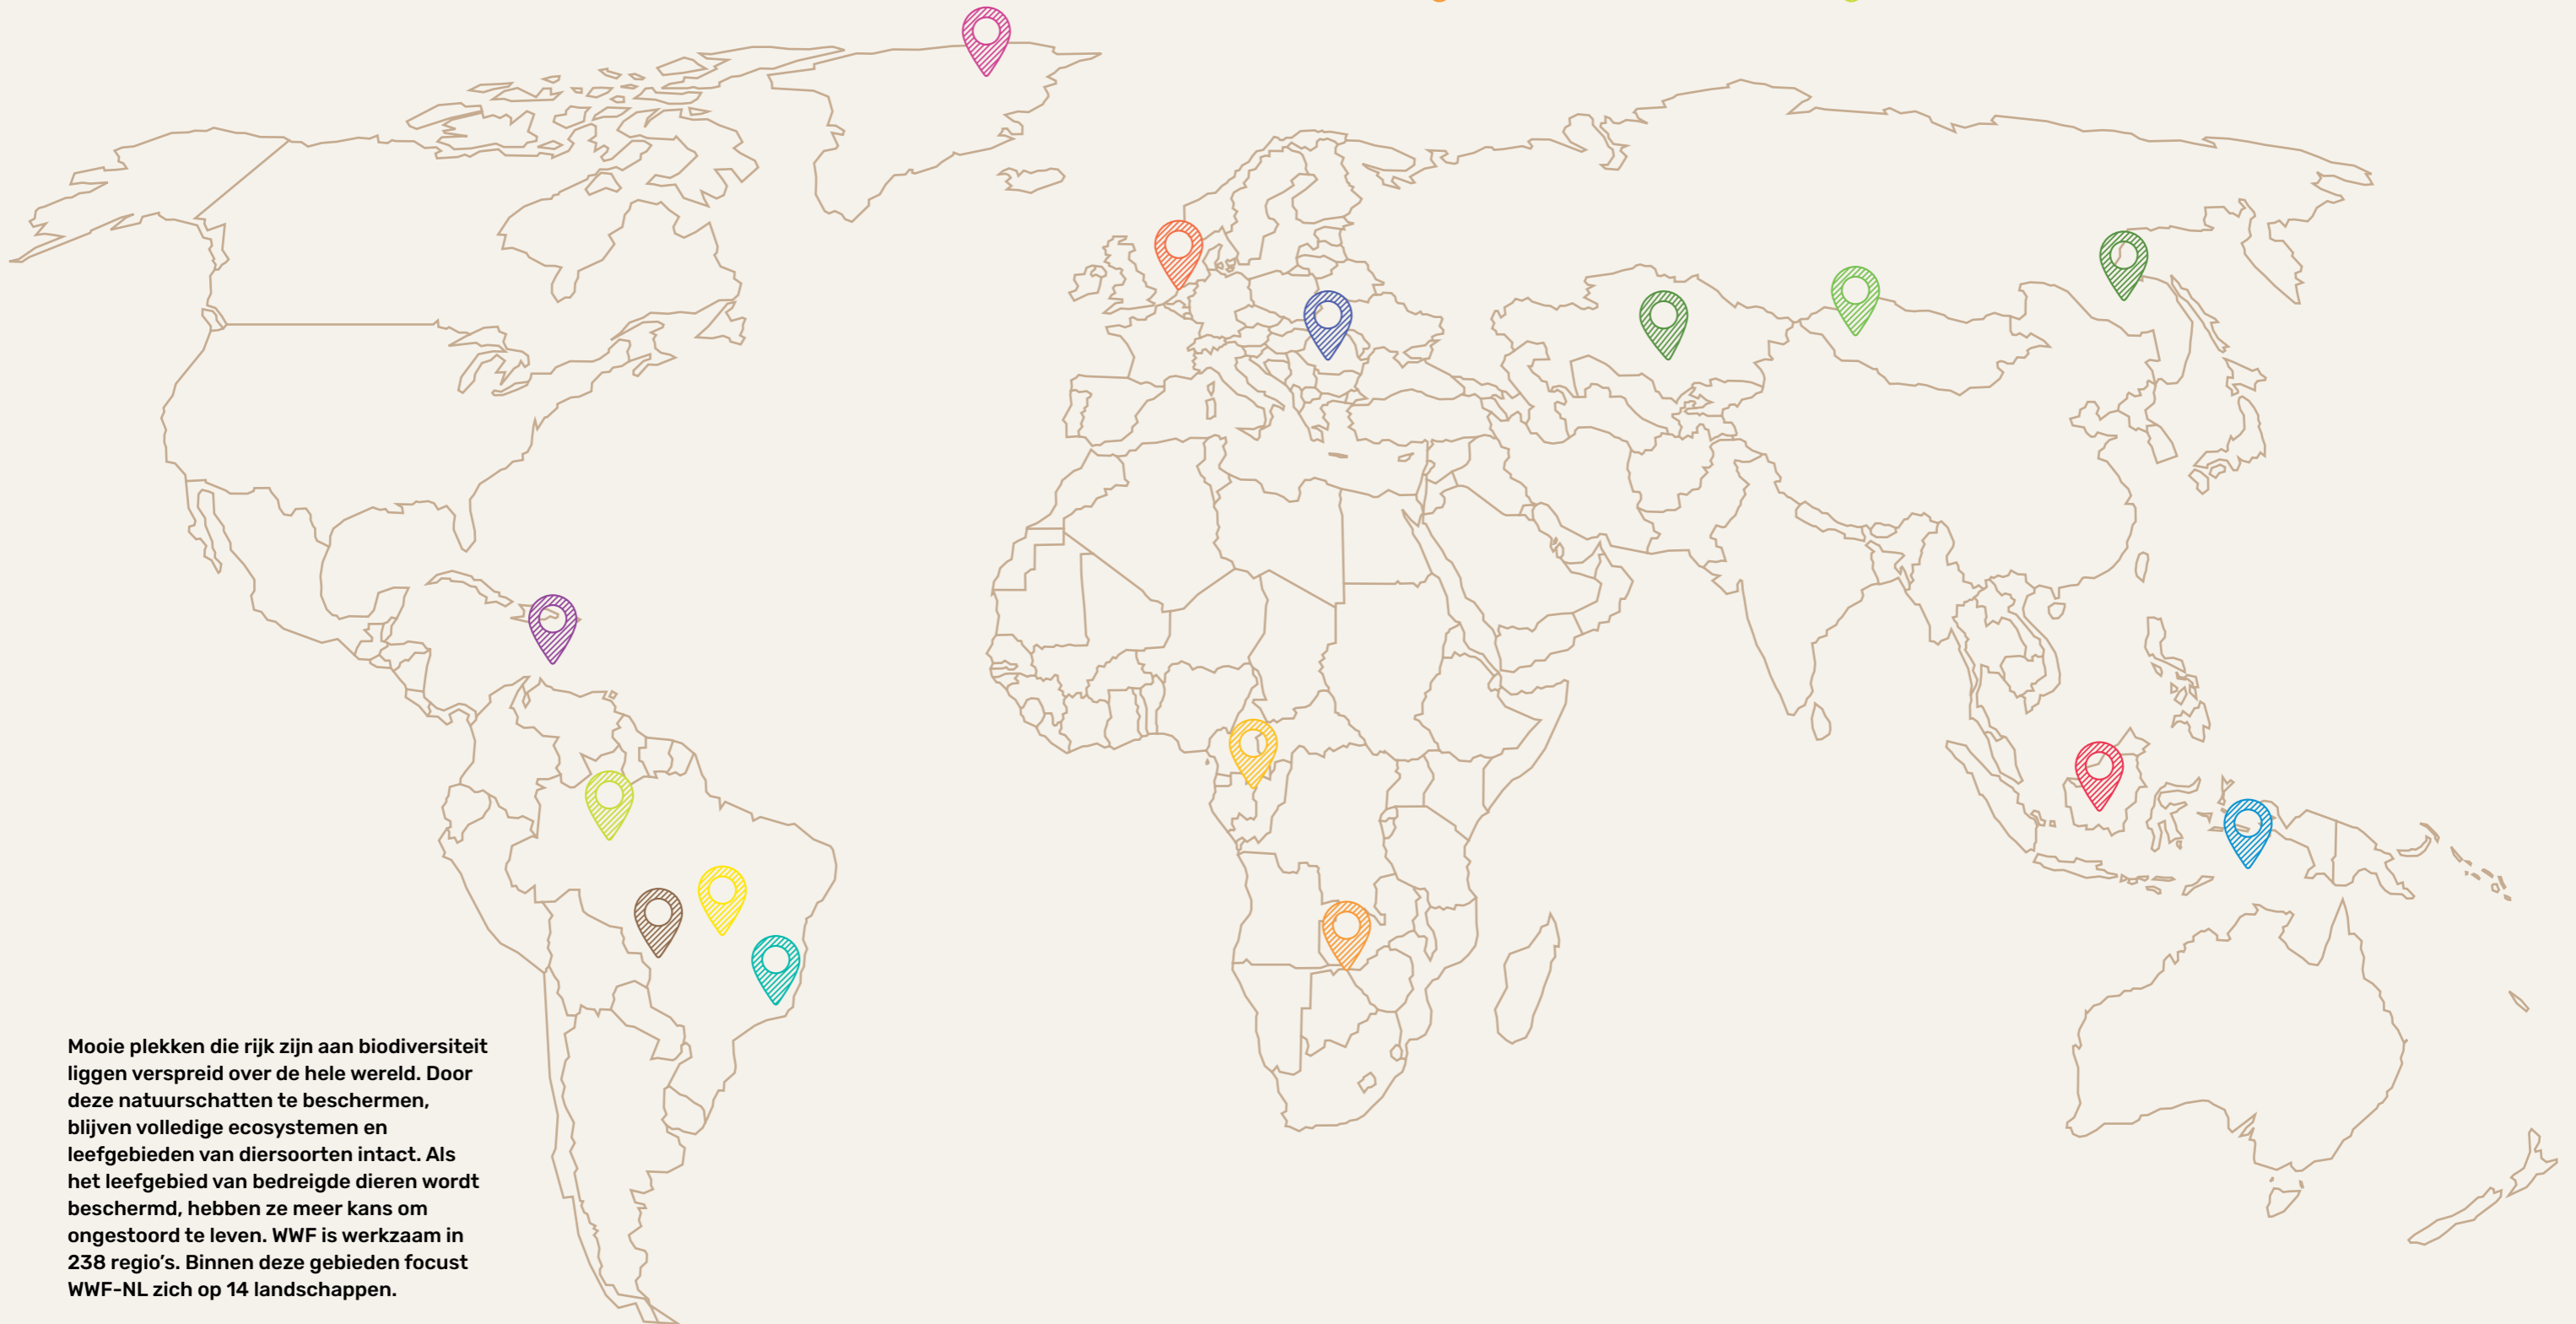 Mooie plekken die rijk zijn aan biodiversiteit
liggen verspreid over de hele wereld. Door
deze natuurschatten te beschermen,
blijven volledige ecosystemen en
leefgebieden van diersoorten intact. Als
het leefgebied van bedreigde dieren wordt
beschermd, hebben ze meer kans om
ongestoord te leven. WWF is werkzaam in
238 regio's. Binnen deze gebieden focust
WWF-NL zich op 14 landschappen.